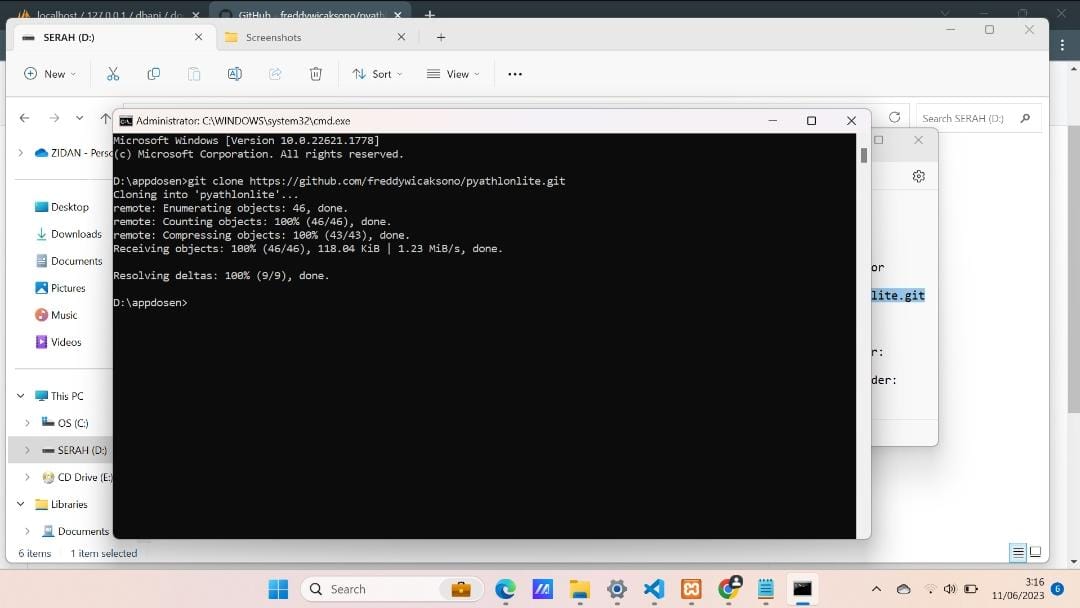 localhost / 127.0.0.1 / dbapi / do
GitHub - freddywicaksono/pyathl
SERAH (D:)
Screenshots
New
Sort
View
Search SERAH (D:)
Administrator: C:\WINDOWS\system32\cmd.exe
Microsoft Windows [Version 10.0.22621.1778]
(c) Microsoft Corporation. All rights reserved.
D:\appdosen>git clone https://github.com/freddywicaksono/pyathlonlite.git
Cloning into 'pyathlonlite'...
remote: Enumerating objects: 46, done.
remote: Counting objects: 100% (46/46), done.
remote: Compressing objects: 100% (43/43), done.
Receiving objects: 100% (46/46), 118.04 KiB | 1.23 MiB/s, done.
Resolving deltas: 100% (9/9), done.
D:\appdosen>
ZIDAN - Perso
Desktop
Downloads
Documents
Pictures
Music
Videos
This PC
OS (C:)
SERAH (D:)
CD Drive (E:)
Libraries
Documents
or
lite.git
r:
der:
6 items
1 item selected
Search
3:16
11/06/2023
6